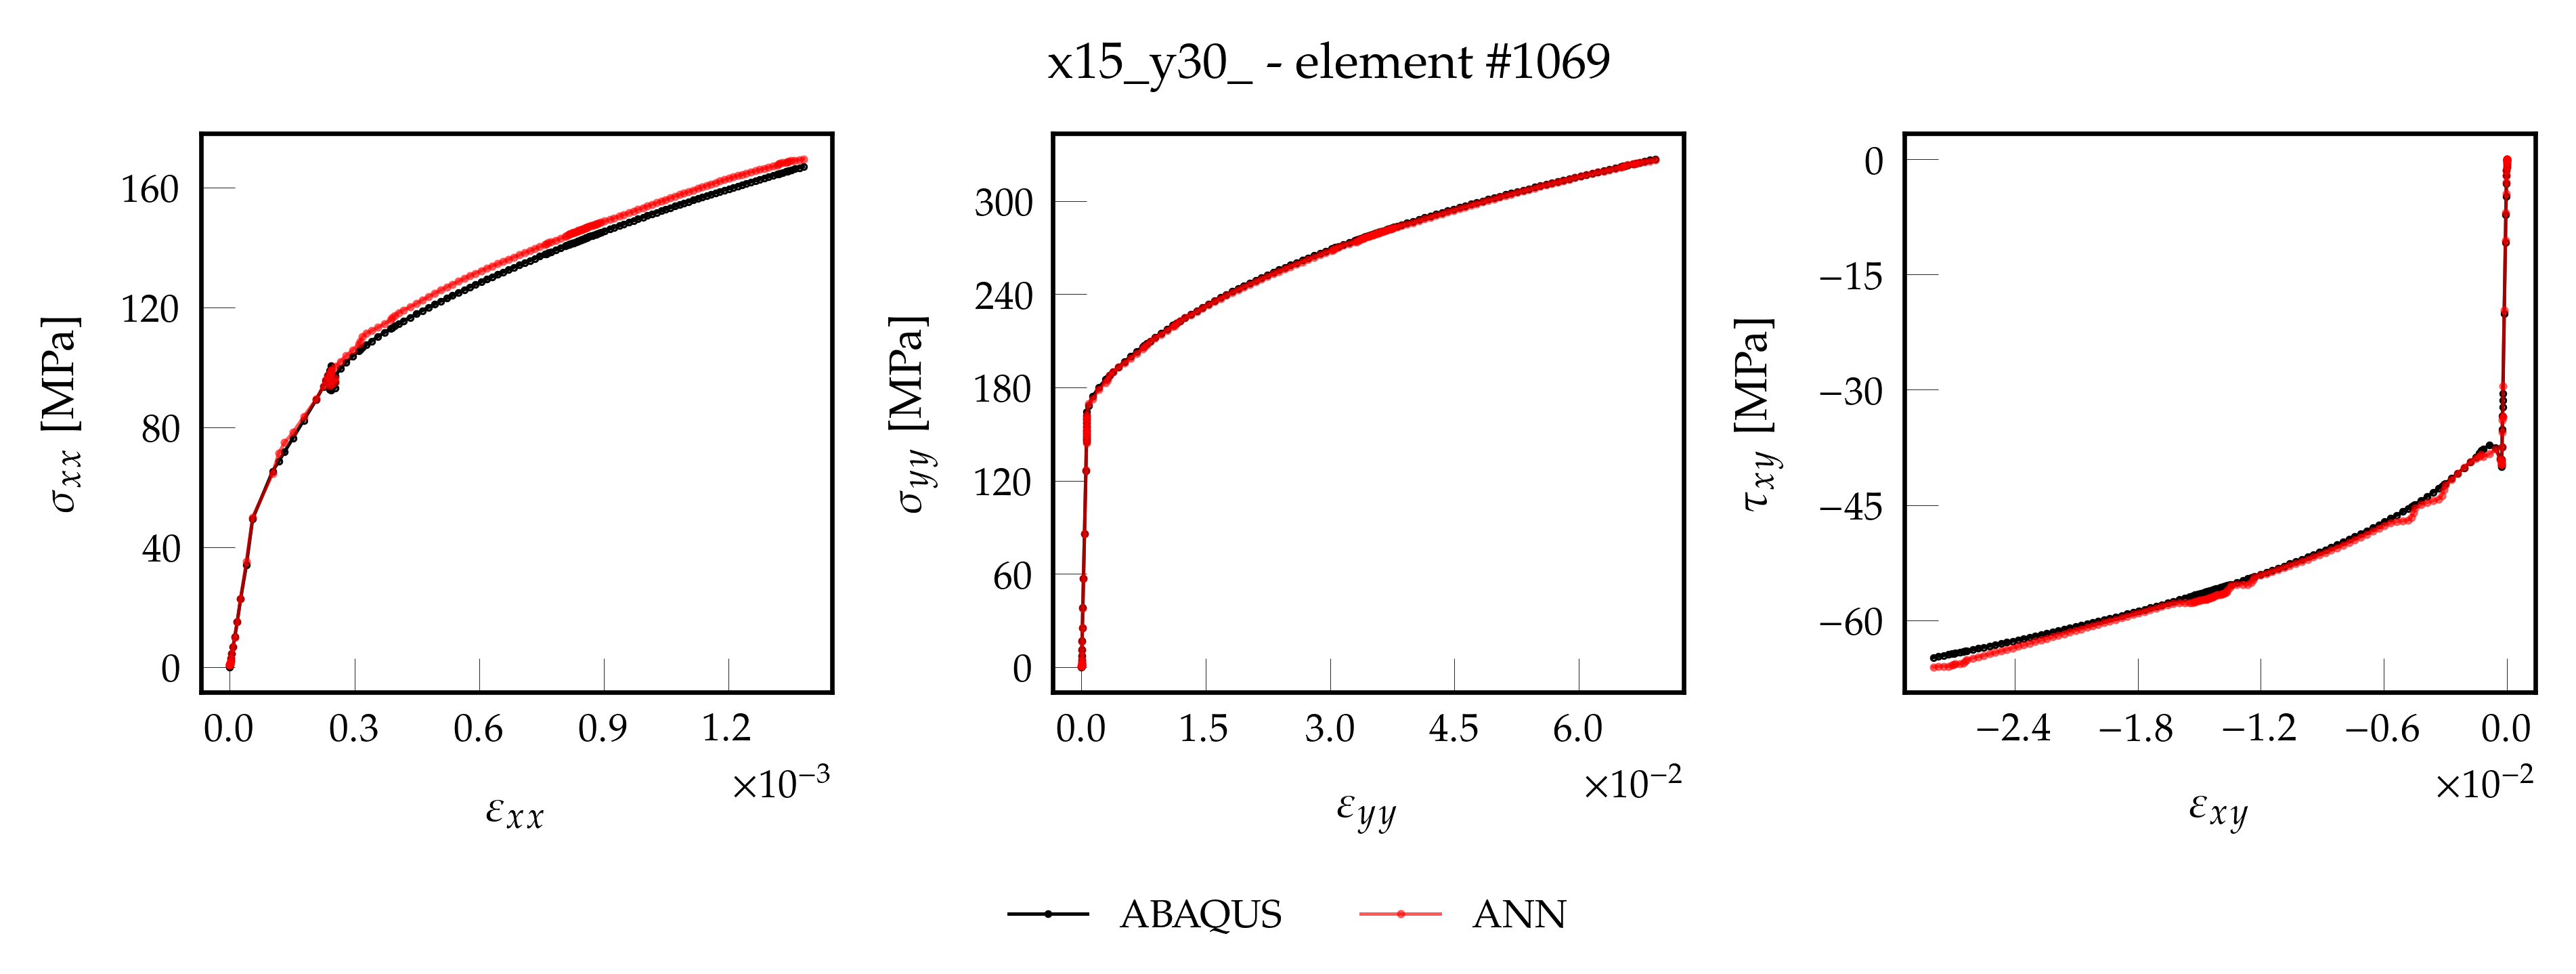 x15_y30_ - element #1069
σxx [MPa]
160
120
80
40
0
0.0 0.3 0.6 0.9 1.2
×10⁻³
εxx
σyy [MPa]
300
240
180
120
60
0
0.0 1.5 3.0 4.5 6.0
×10⁻²
εyy
τxy [MPa]
0
−15
−30
−45
−60
−2.4 −1.8 −1.2 −0.6 0.0
×10⁻²
εxy
ABAQUS ANN